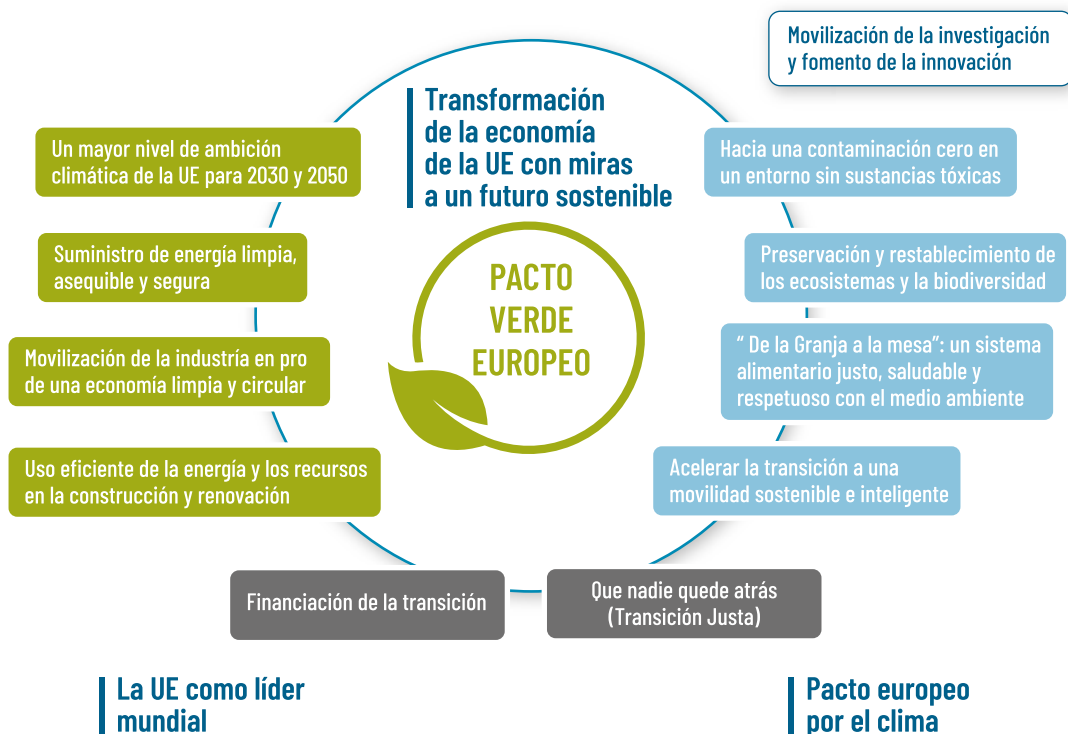 Movilización de la investigación
y fomento de la innovación
Transformación
de la economía
de la UE con miras
a un futuro sostenible
Un mayor nivel de ambición
climática de la UE para 2030 y 2050
Suministro de energía limpia,
asequible y segura
Movilización de la industría en pro
de una economía limpia y circular
Uso eficiente de la energía y los recursos
en la construcción y renovación
PACTO
VERDE
EUROPEO
Hacia una contaminación cero en
un entorno sin sustancias tóxicas
Preservación y restablecimiento de
los ecosistemas y la biodiversidad
“ De la Granja a la mesa”: un sistema
alimentario justo, saludable y
respetuoso con el medio ambiente
Acelerar la transición a una
movilidad sostenible e inteligente
Financiación de la transición
Que nadie quede atrás
(Transición Justa)
La UE como líder
mundial
Pacto europeo
por el clima